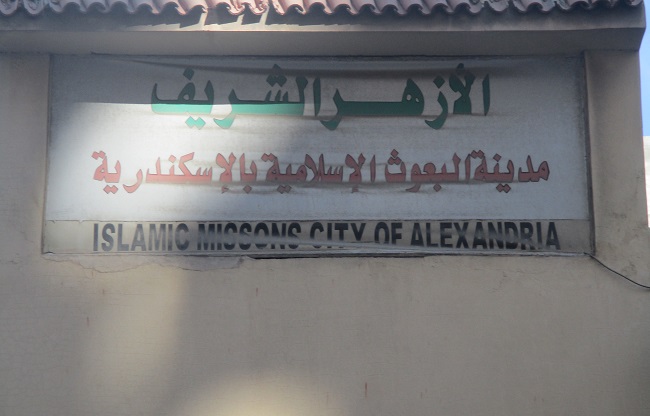 الأزهر الشريف
مدينة البعوث الإسلامية بالإسكندرية
ISLAMIC MISSONS CITY OF ALEXANDRIA